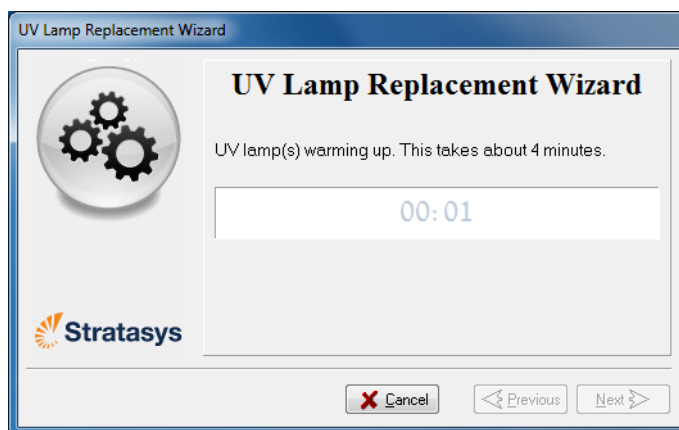 UV Lamp Replacement Wizard
UV Lamp Replacement Wizard
UV lamp(s) warming up. This takes about 4 minutes.
00:01
Stratasys
Cancel
Previous
Next